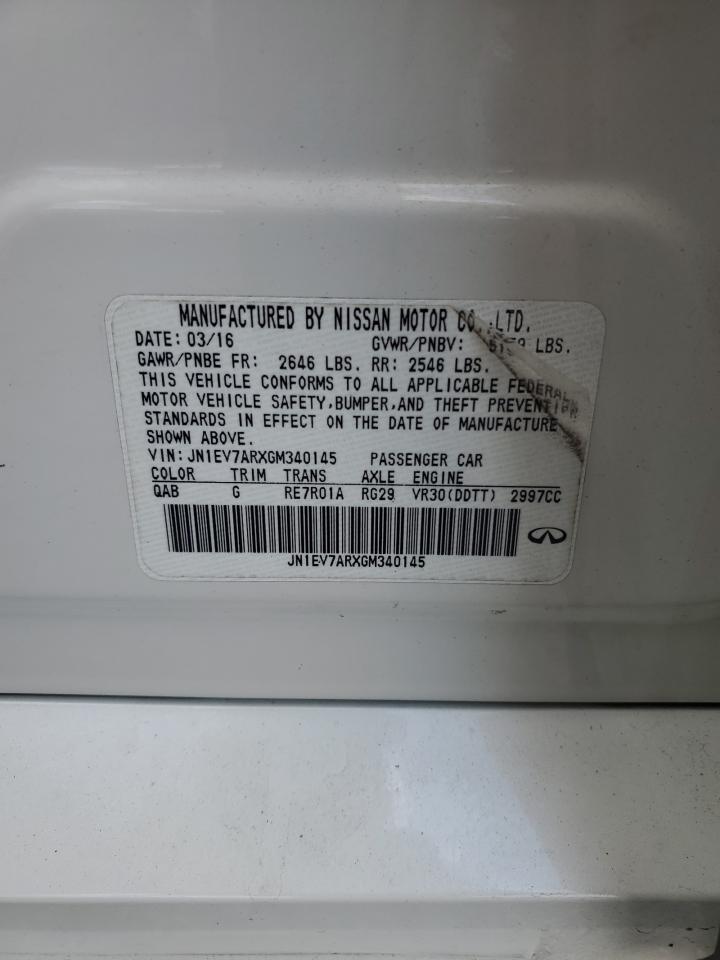 MANUFACTURED BY NISSAN MOTOR CO.,LTD.
DATE: 03/16 GVWR/PNBV: LBS.
GAWR/PNBE FR: 2646 LBS. RR: 2546 LBS.
THIS VEHICLE CONFORMS TO ALL APPLICABLE FEDERAL
MOTOR VEHICLE SAFETY,BUMPER,AND THEFT PREVENTION
STANDARDS IN EFFECT ON THE DATE OF MANUFACTURE
SHOWN ABOVE.
VIN: JN1EV7ARXGM340145 PASSENGER CAR
COLOR TRIM TRANS AXLE ENGINE
QAB G RE7R01A RG29 VR30(DDTT) 2997CC
JN1EV7ARXGM340145